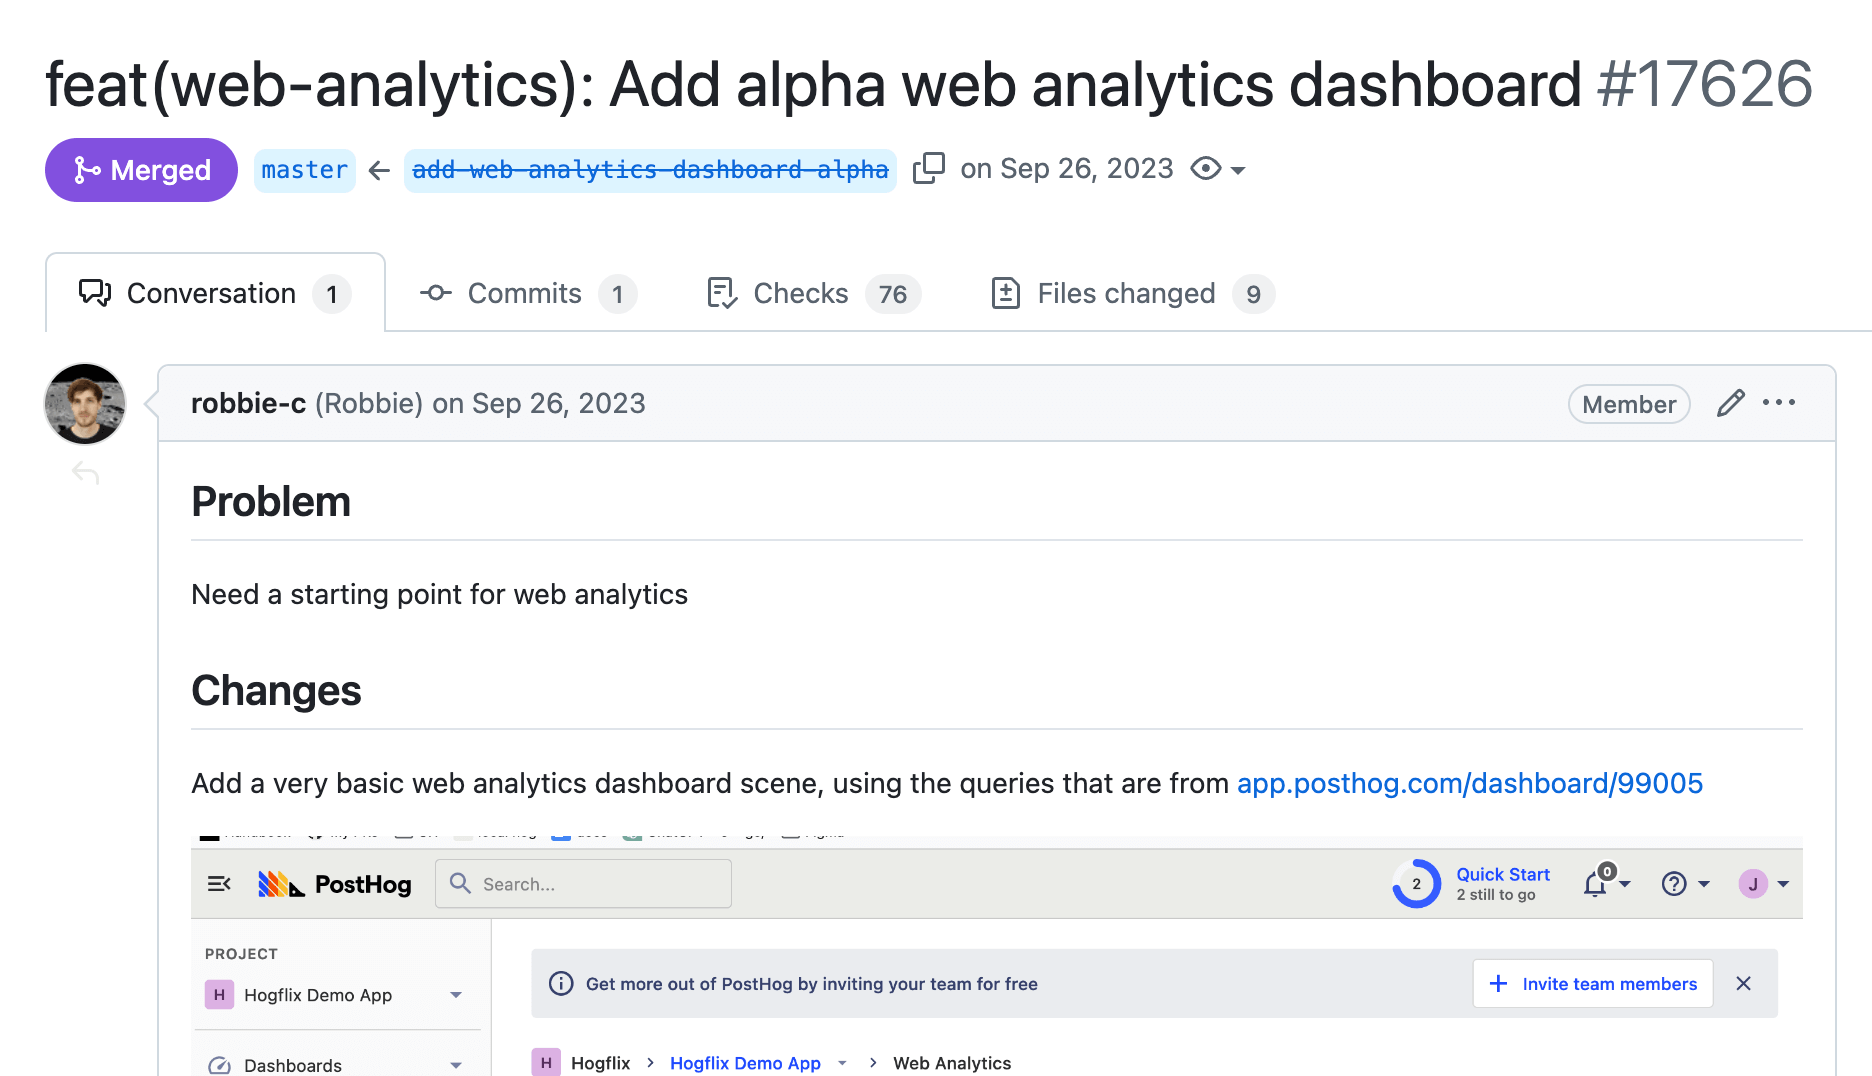 feat(web-analytics): Add alpha web analytics dashboard #17626
Merged master ← add-web-analytics-dashboard-alpha on Sep 26, 2023
Conversation 1 Commits 1 Checks 76 Files changed 9
robbie-c (Robbie) on Sep 26, 2023 Member
Problem
Need a starting point for web analytics
Changes
Add a very basic web analytics dashboard scene, using the queries that are from app.posthog.com/dashboard/99005
PostHog Search... 2 Quick Start 0 J
2 still to go
PROJECT
Get more out of PostHog by inviting your team for free + Invite team members
H Hogflix Demo App
H Hogflix > Hogflix Demo App > Web Analytics
Dashboards